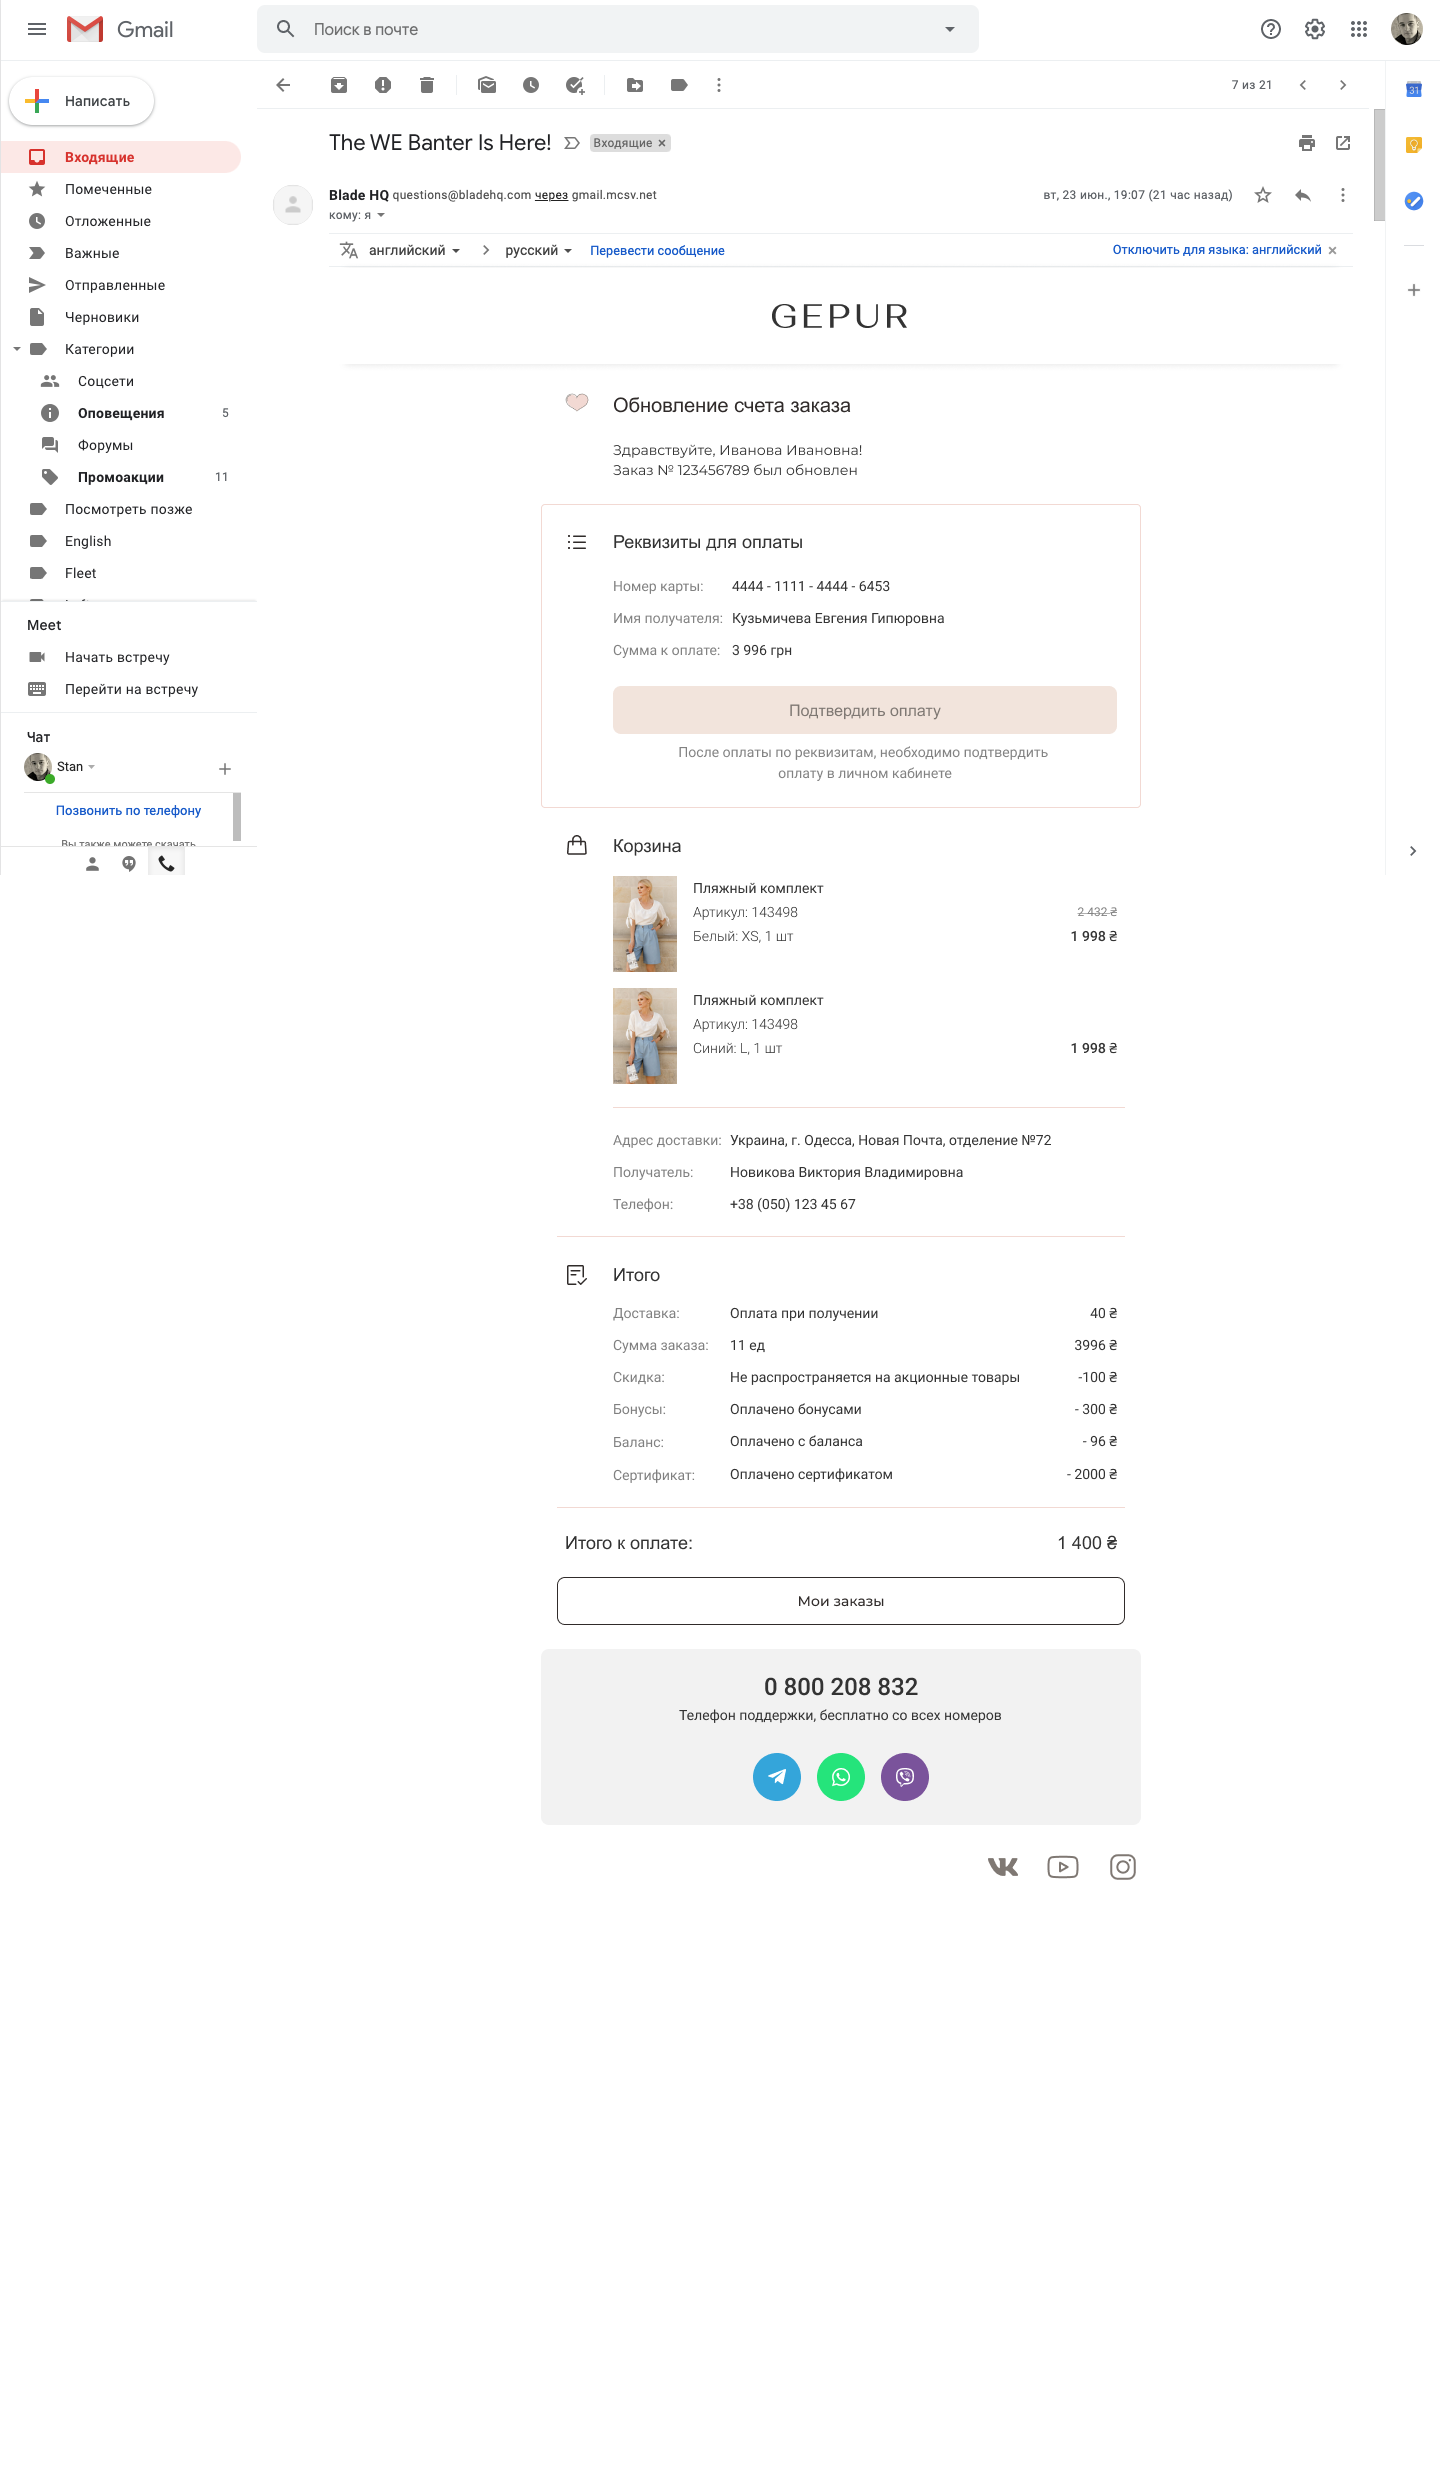 Gmail
Поиск в почте
Написать
7 из 21
Входящие
Помеченные
Отложенные
Важные
Отправленные
Черновики
Категории
Соцсети
Оповещения 5
Форумы
Промоакции 11
Посмотреть позже
English
Fleet
Meet
Начать встречу
Перейти на встречу
Чат
Stan
Позвонить по телефону
Вы также можете скачать
31
The WE Banter Is Here! Входящие
Blade HQ questions@bladehq.com через gmail.mcsv.net
вт, 23 июн., 19:07 (21 час назад)
кому: я
английский русский Перевести сообщение Отключить для языка: английский
GEPUR
Обновление счета заказа
Здравствуйте, Иванова Ивановна!
Заказ № 123456789 был обновлен
Реквизиты для оплаты
Номер карты: 4444 - 1111 - 4444 - 6453
Имя получателя: Кузьмичева Евгения Гипюровна
Сумма к оплате: 3 996 грн
Подтвердить оплату
После оплаты по реквизитам, необходимо подтвердить
оплату в личном кабинете
Корзина
Пляжный комплект
Артикул: 143498 2 432 ₴
Белый: XS, 1 шт 1 998 ₴
Пляжный комплект
Артикул: 143498
Синий: L, 1 шт 1 998 ₴
Адрес доставки: Украина, г. Одесса, Новая Почта, отделение №72
Получатель: Новикова Виктория Владимировна
Телефон: +38 (050) 123 45 67
Итого
Доставка: Оплата при получении 40 ₴
Сумма заказа: 11 ед 3996 ₴
Скидка: Не распространяется на акционные товары -100 ₴
Бонусы: Оплачено бонусами - 300 ₴
Баланс: Оплачено с баланса - 96 ₴
Сертификат: Оплачено сертификатом - 2000 ₴
Итого к оплате: 1 400 ₴
Мои заказы
0 800 208 832
Телефон поддержки, бесплатно со всех номеров